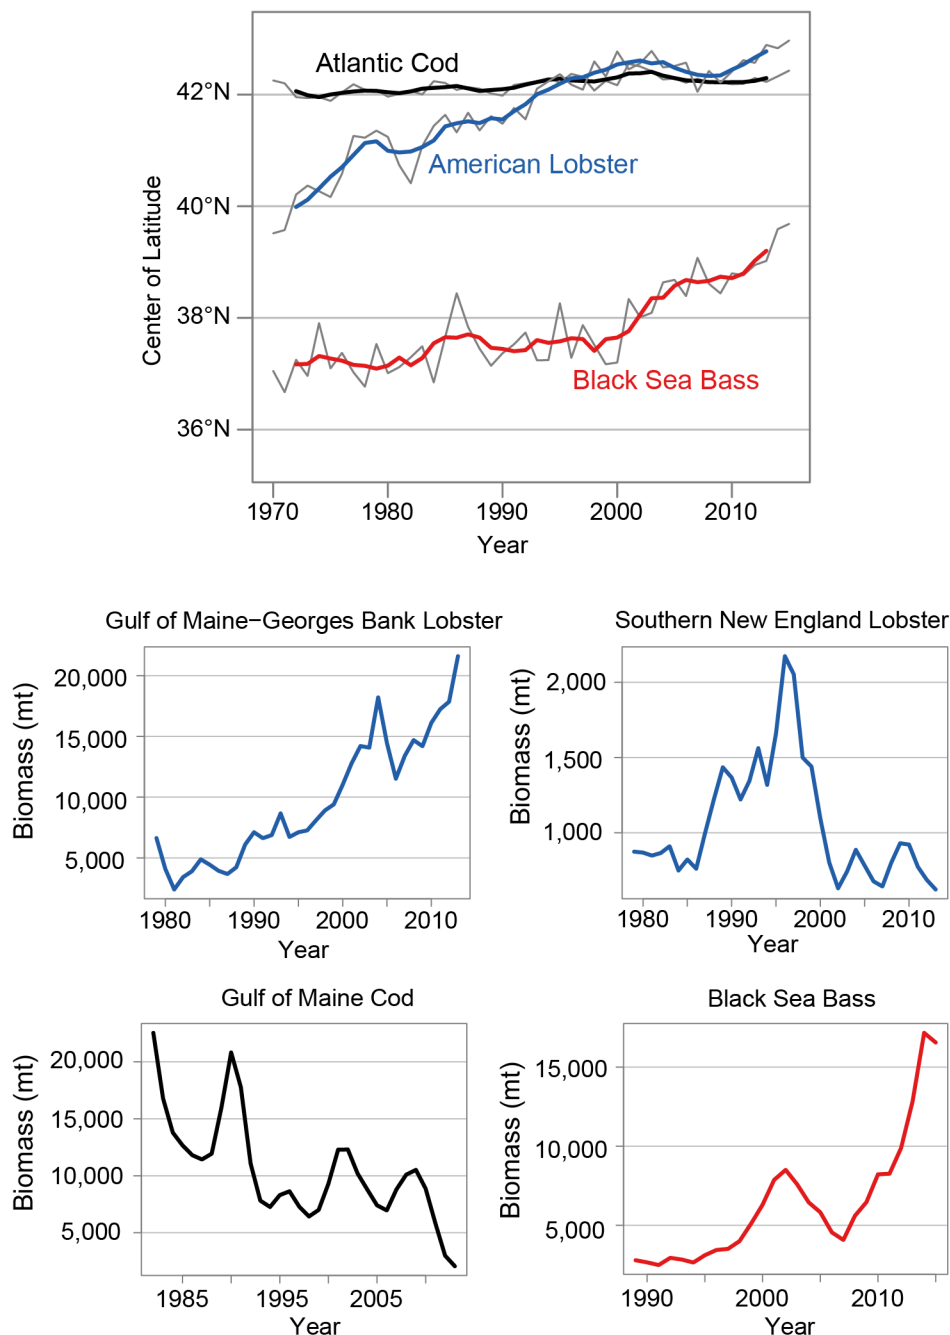 Atlantic Cod
42°N
American Lobster
40°N
Center of Latitude
38°N
Black Sea Bass
36°N
1970 1980 1990 2000 2010
Year
Gulf of Maine−Georges Bank Lobster
20,000
15,000
10,000
5,000
Biomass (mt)
1980 1990 2000 2010
Year
Southern New England Lobster
2,000
1,500
1,000
Biomass (mt)
1980 1990 2000 2010
Year
Gulf of Maine Cod
20,000
15,000
10,000
5,000
Biomass (mt)
1985 1995 2005
Year
Black Sea Bass
15,000
10,000
5,000
Biomass (mt)
1990 2000 2010
Year